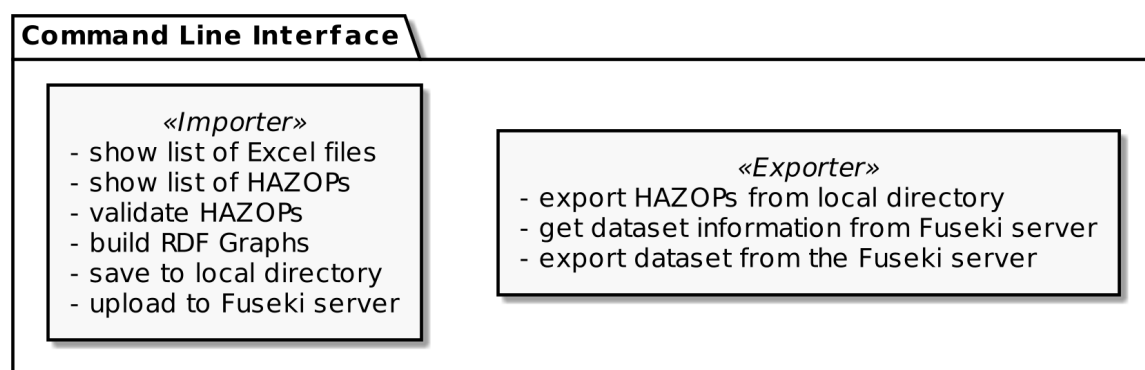 Command Line Interface
«Importer»
- show list of Excel files
- show list of HAZOPs
- validate HAZOPs
- build RDF Graphs
- save to local directory
- upload to Fuseki server
«Exporter»
- export HAZOPs from local directory
- get dataset information from Fuseki server
- export dataset from the Fuseki server